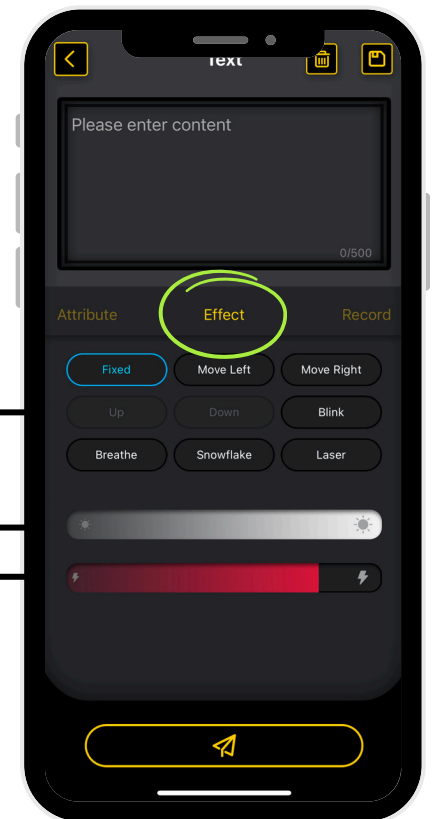 Text
Please enter content
0/500
Attribute Effect Record
Fixed Move Left Move Right
Up Down Blink
Breathe Snowflake Laser